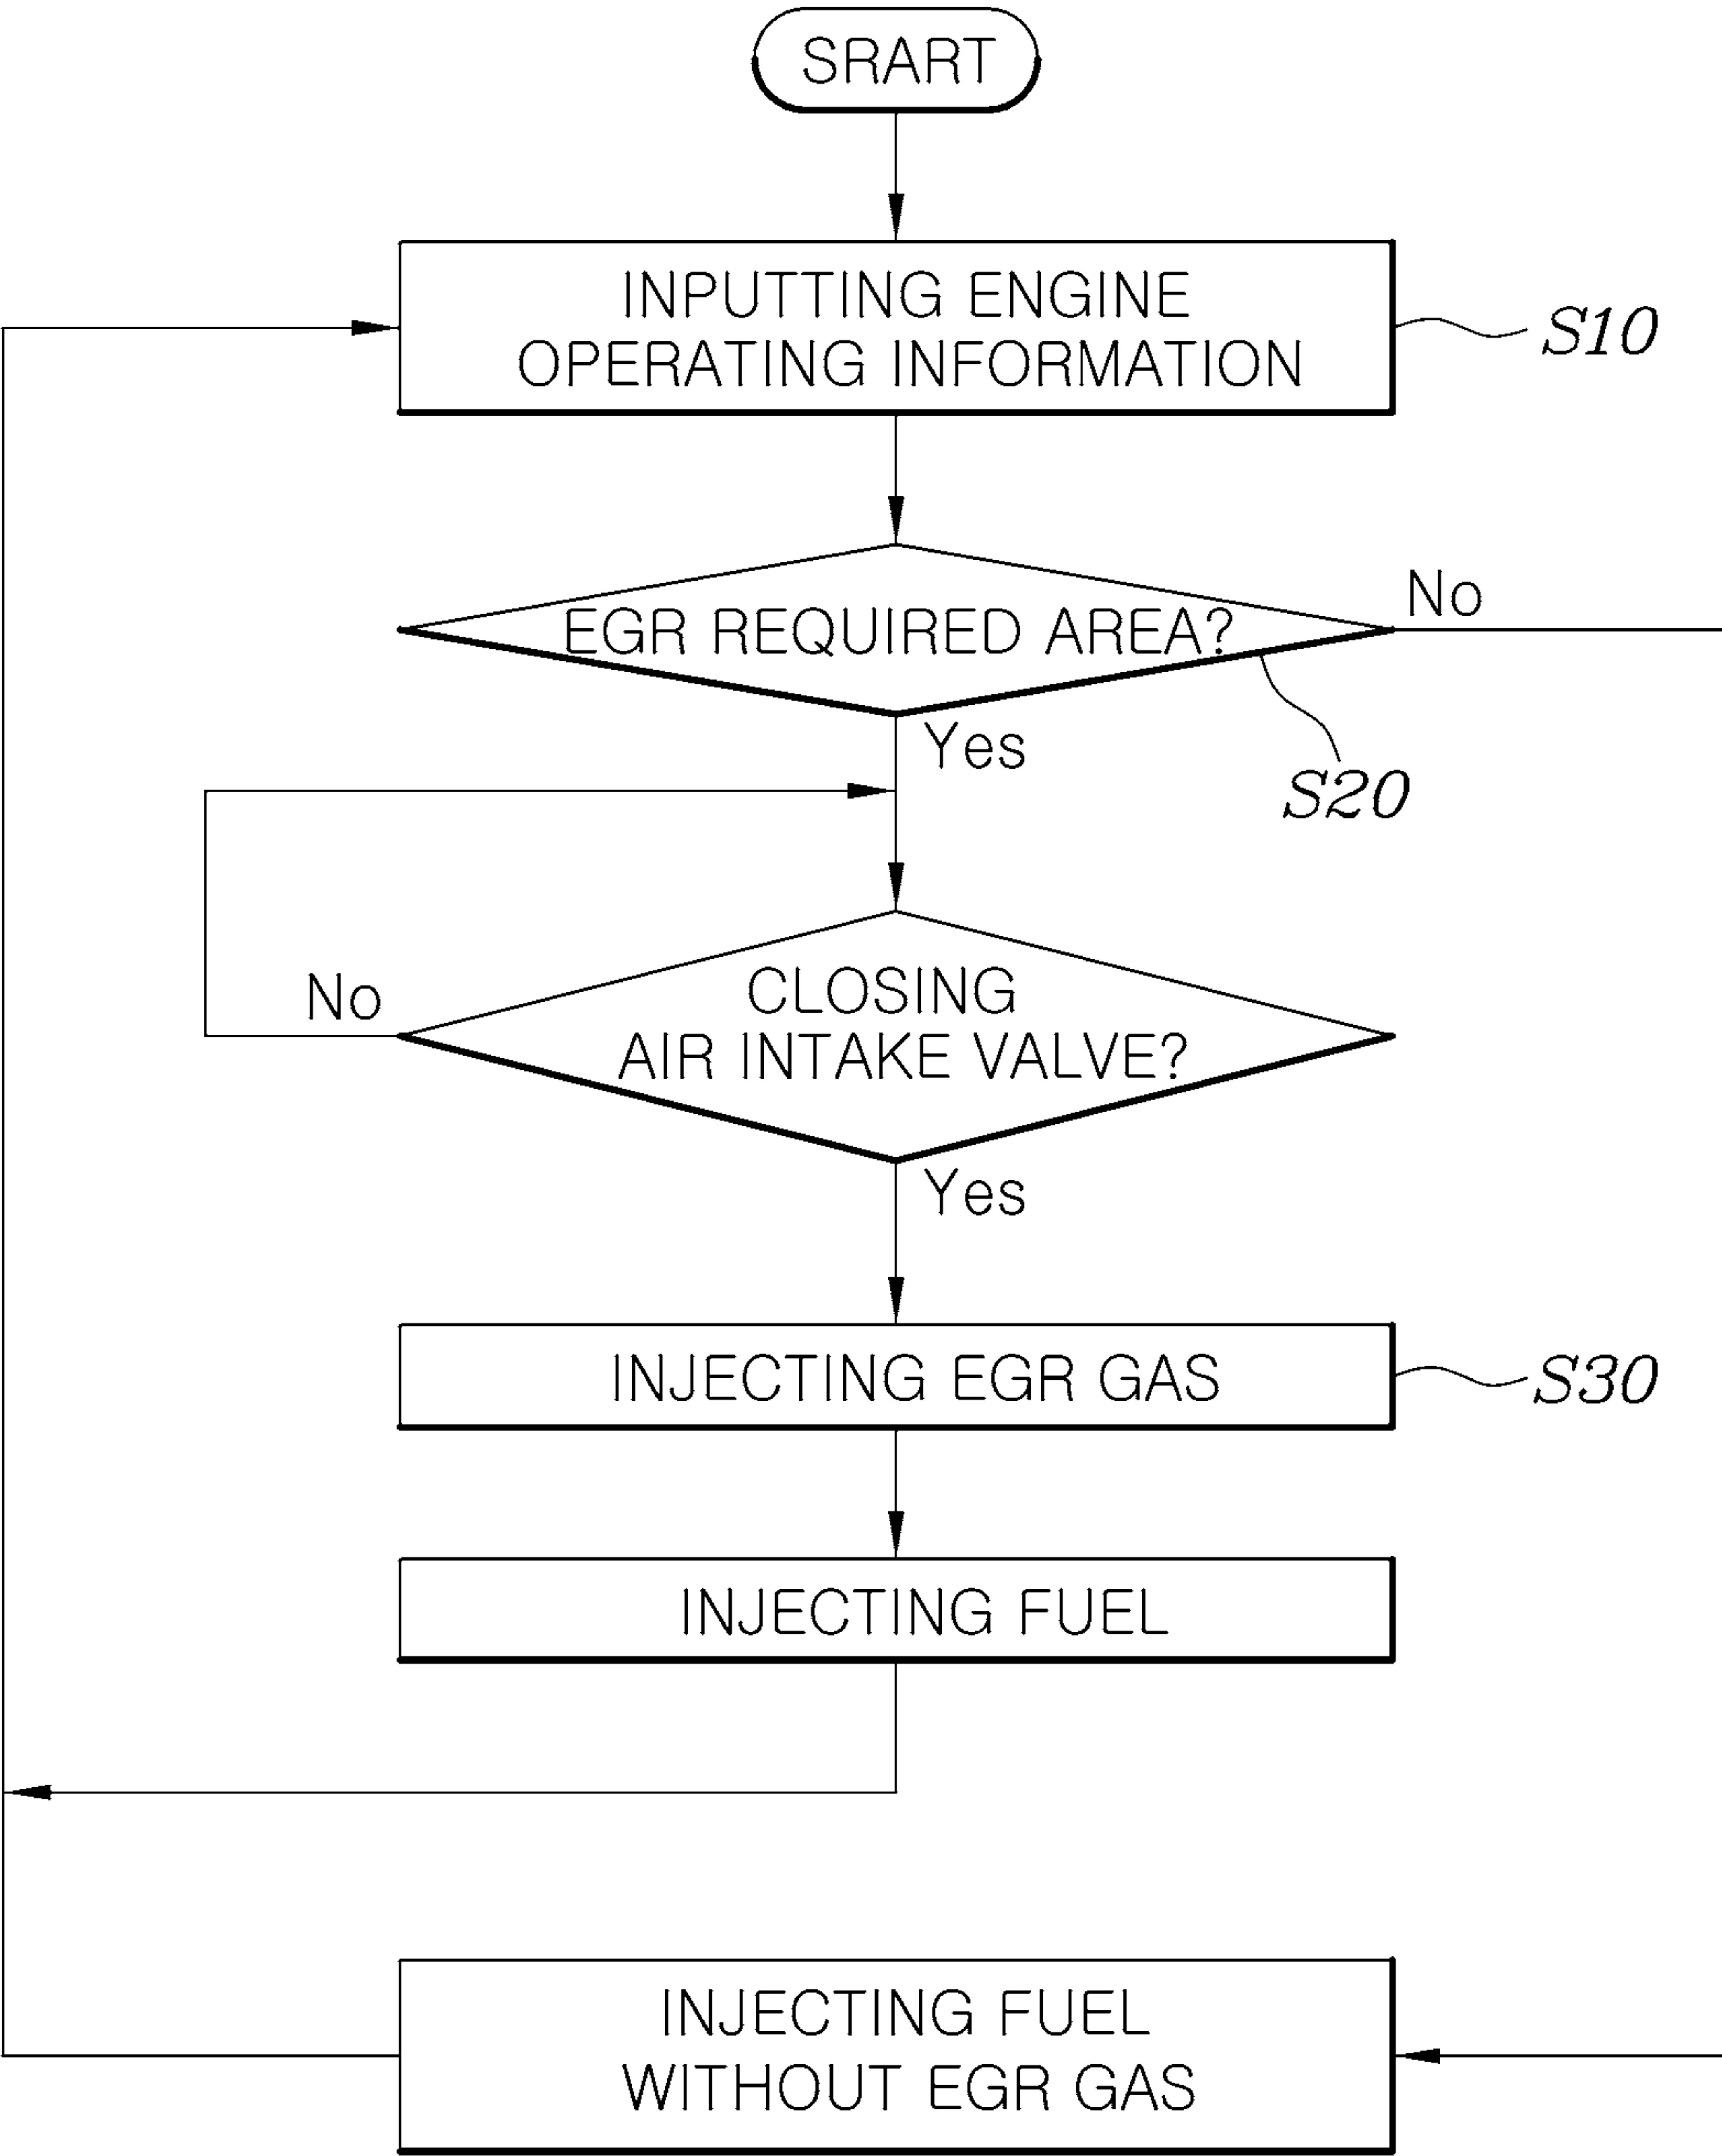 SRART
INPUTTING ENGINE
OPERATING INFORMATION
S10
EGR REQUIRED AREA?
No
Yes
S20
CLOSING
AIR INTAKE VALVE?
No
Yes
INJECTING EGR GAS
S30
INJECTING FUEL
INJECTING FUEL
WITHOUT EGR GAS